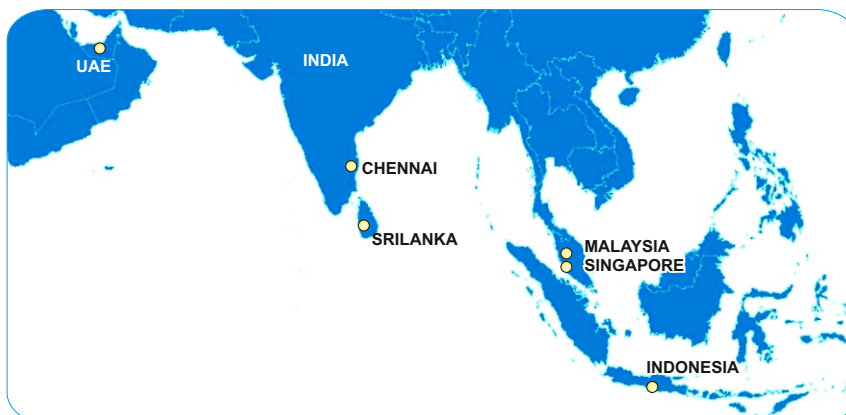 UAE
INDIA
CHENNAI
SRILANKA
MALAYSIA
SINGAPORE
INDONESIA